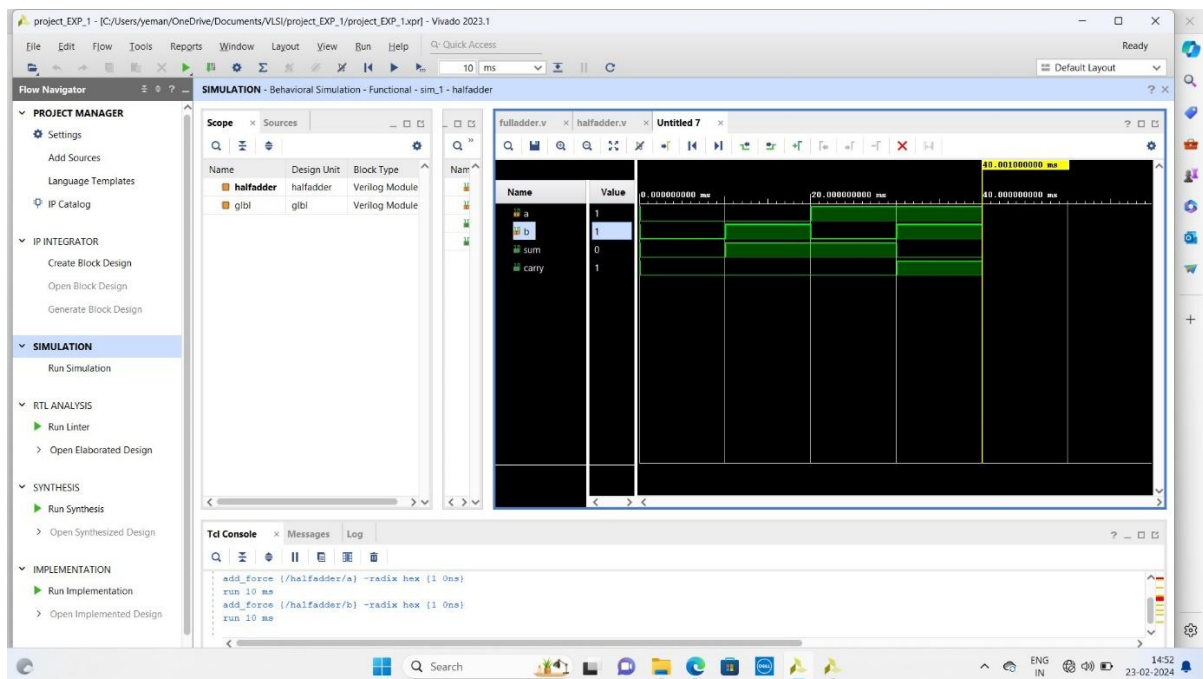 project_EXP_1 - [C:/Users/yeman/OneDrive/Documents/VLSI/project_EXP_1/project_EXP_1.xpr] - Vivado 2023.1
File Edit Flow Tools Reports Window Layout View Run Help Quick Access Ready
10 ms Default Layout
Flow Navigator
PROJECT MANAGER
Settings
Add Sources
Language Templates
IP Catalog
IP INTEGRATOR
Create Block Design
Open Block Design
Generate Block Design
SIMULATION
Run Simulation
RTL ANALYSIS
Run Linter
Open Elaborated Design
SYNTHESIS
Run Synthesis
Open Synthesized Design
IMPLEMENTATION
Run Implementation
Open Implemented Design
SIMULATION - Behavioral Simulation - Functional - sim_1 - halfadder
Scope Sources
Name Design Unit Block Type
halfadder halfadder Verilog Module
glbl glbl Verilog Module
Nam
fulladder.v halfadder.v Untitled 7
40.001000000 ms
Name Value 0.000000000 ms 20.000000000 ms 40.000000000 ms
a 1
b 1
sum 0
carry 1
Tcl Console Messages Log
add_force {/halfadder/a} -radix hex {1 0ns}
run 10 ms
add_force {/halfadder/b} -radix hex {1 0ns}
run 10 ms
Search
ENG
IN
14:52
23-02-2024